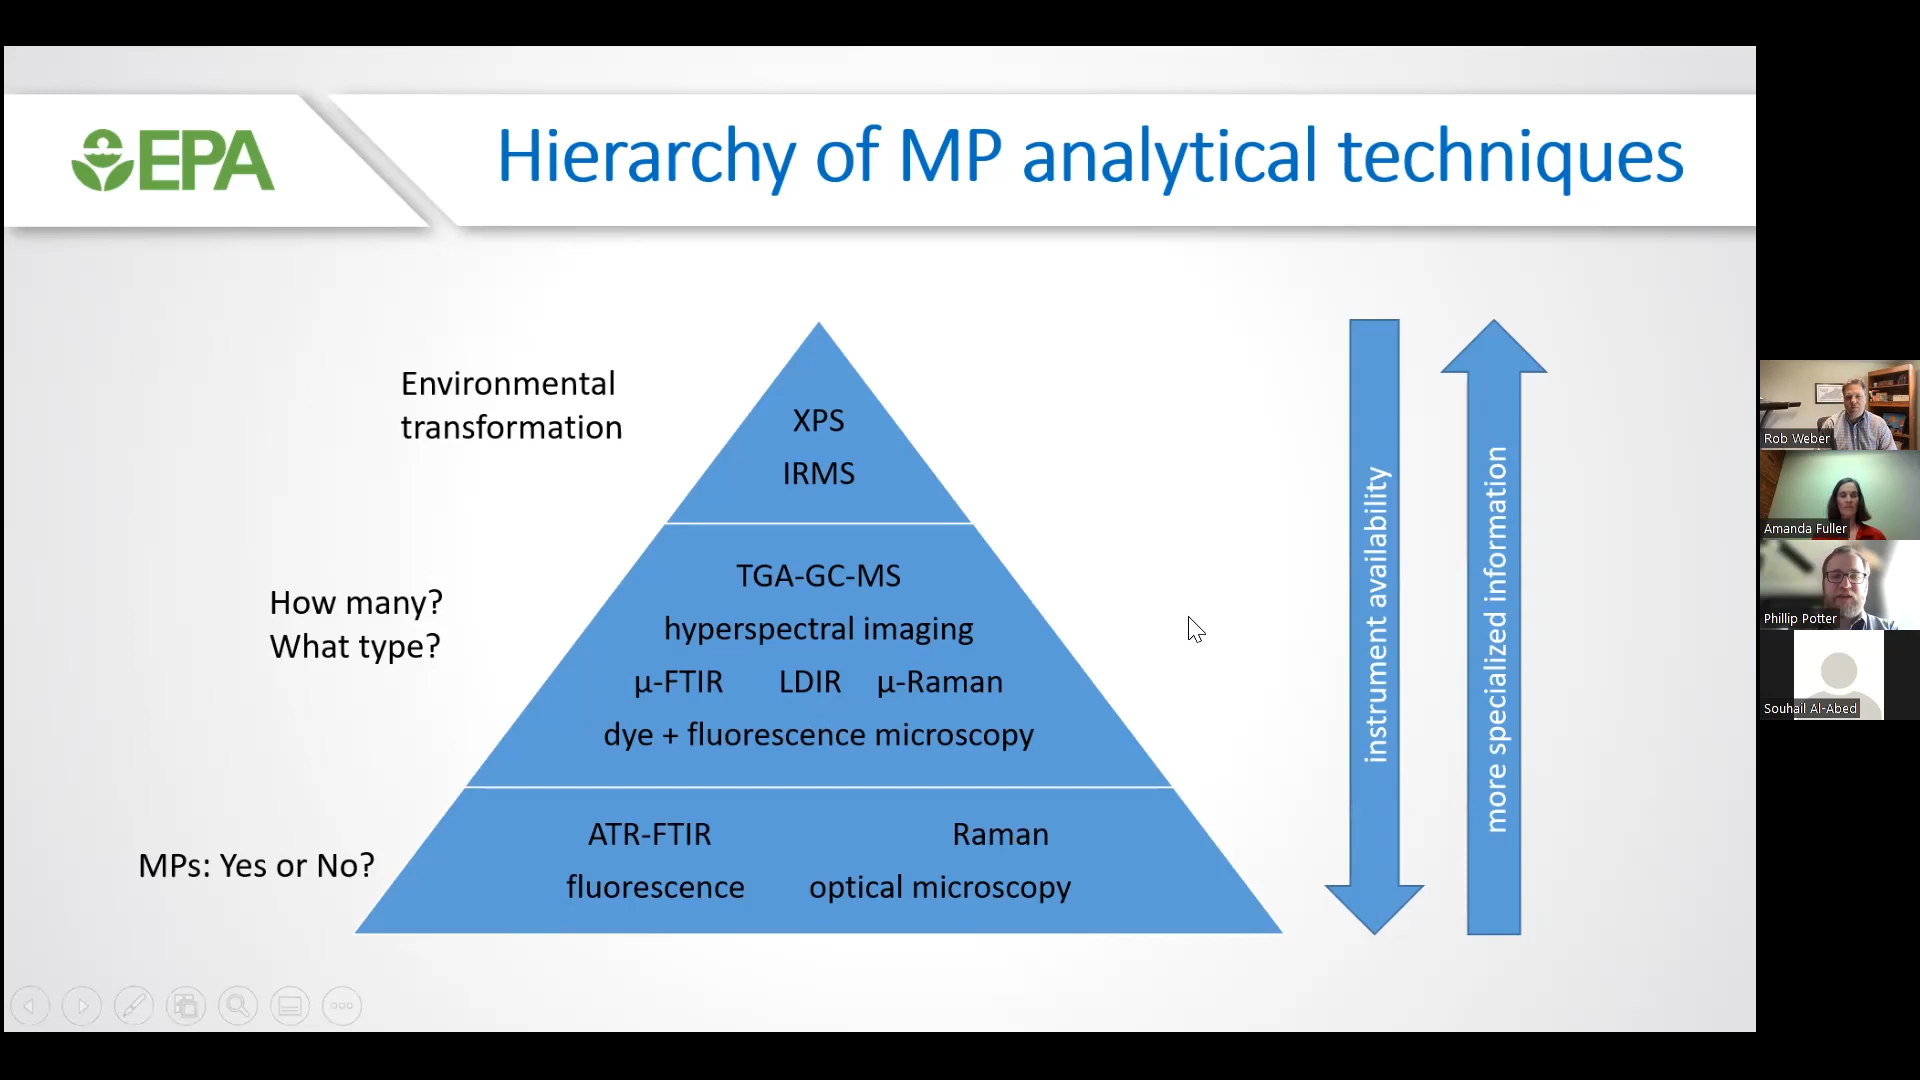 EPA
Hierarchy of MP analytical techniques
Environmental
transformation
XPS
IRMS
How many?
What type?
TGA-GC-MS
hyperspectral imaging
µ-FTIR LDIR µ-Raman
dye + fluorescence microscopy
MPs: Yes or No?
ATR-FTIR Raman
fluorescence optical microscopy
instrument availability
more specialized information
Rob Weber
Amanda Fuller
Phillip Potter
Souhail Al-Abed